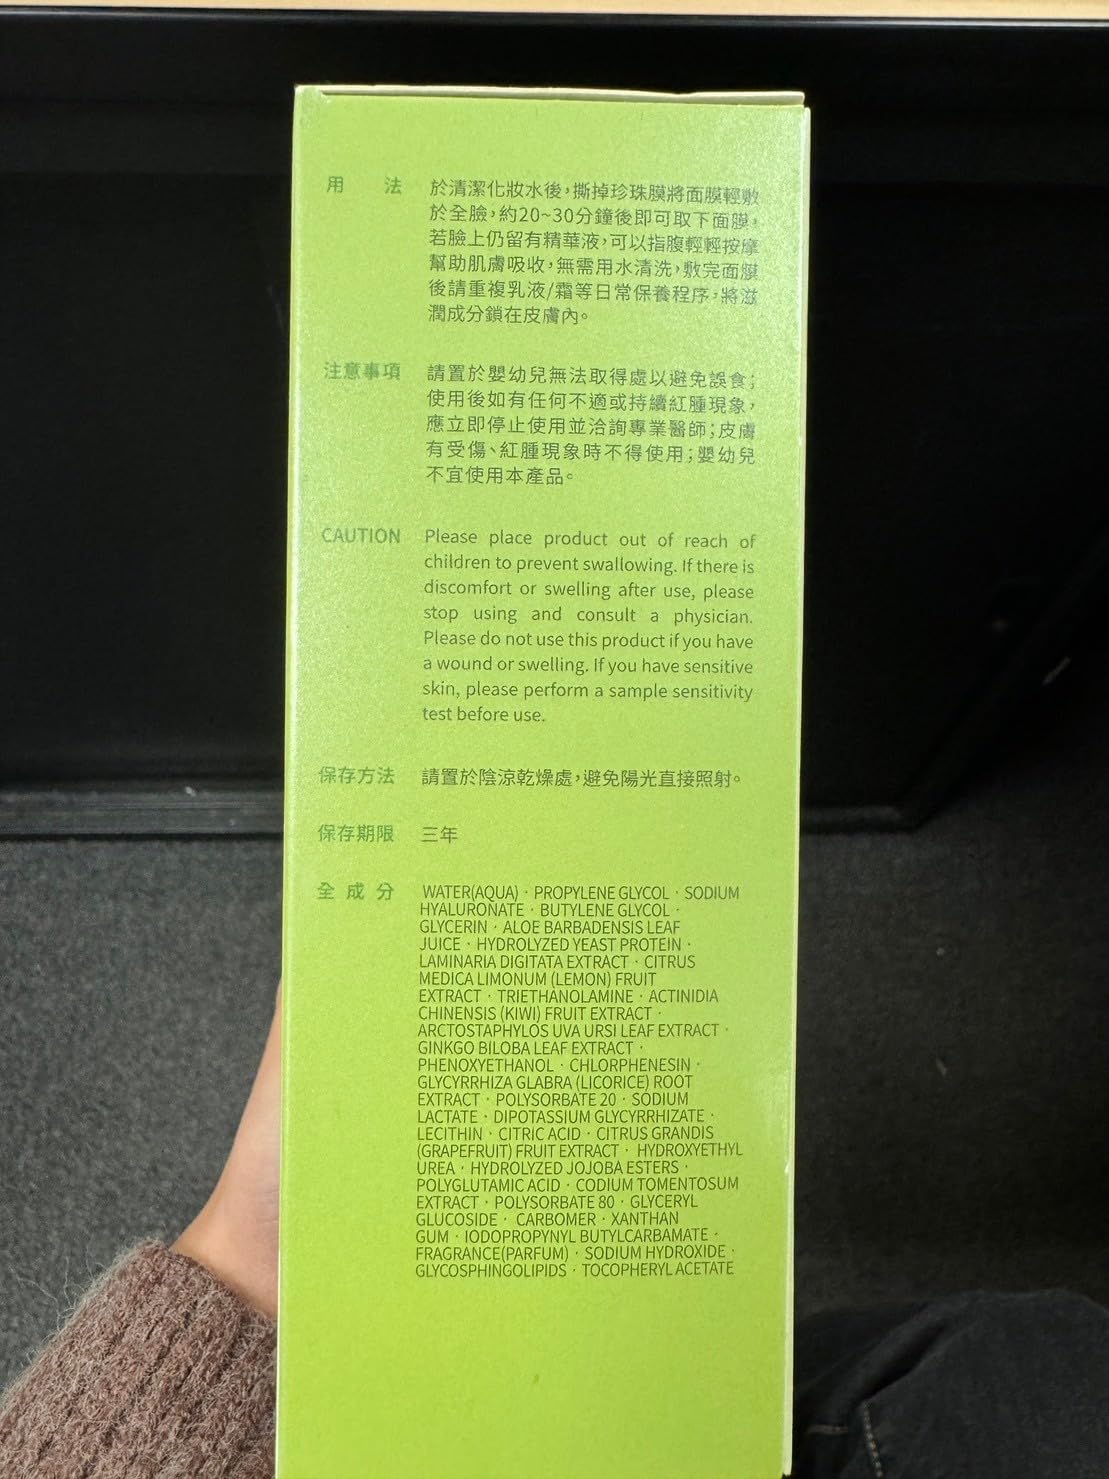 用法 於清潔化妝水後，撕掉珍珠膜將面膜輕敷
於全臉，約20~30分鐘後即可取下面膜，
若臉上仍留有精華液，可以指腹輕輕按摩
幫助肌膚吸收，無需用水清洗，敷完面膜
後請重複乳液/霜等日常保養程序，將滋
潤成分鎖在皮膚內。
注意事項 請置於嬰幼兒無法取得處以避免誤食；
使用後如有任何不適或持續紅腫現象，
應立即停止使用並洽詢專業醫師；皮膚
有受傷、紅腫現象時不得使用；嬰幼兒
不宜使用本產品。
CAUTION Please place product out of reach of
children to prevent swallowing. If there is
discomfort or swelling after use, please
stop using and consult a physician.
Please do not use this product if you have
a wound or swelling. If you have sensitive
skin, please perform a sample sensitivity
test before use.
保存方法 請置於陰涼乾燥處，避免陽光直接照射。
保存期限 三年
全成分 WATER(AQUA)．PROPYLENE GLYCOL．SODIUM
HYALURONATE．BUTYLENE GLYCOL．
GLYCERIN．ALOE BARBADENSIS LEAF
JUICE．HYDROLYZED YEAST PROTEIN．
LAMINARIA DIGITATA EXTRACT．CITRUS
MEDICA LIMONUM (LEMON) FRUIT
EXTRACT．TRIETHANOLAMINE．ACTINIDIA
CHINENSIS (KIWI) FRUIT EXTRACT．
ARCTOSTAPHYLOS UVA URSI LEAF EXTRACT．
GINKGO BILOBA LEAF EXTRACT．
PHENOXYETHANOL．CHLORPHENESIN．
GLYCYRRHIZA GLABRA (LICORICE) ROOT
EXTRACT．POLYSORBATE 20．SODIUM
LACTATE．DIPOTASSIUM GLYCYRRHIZATE．
LECITHIN．CITRIC ACID．CITRUS GRANDIS
(GRAPEFRUIT) FRUIT EXTRACT．HYDROXYETHYL
UREA．HYDROLYZED JOJOBA ESTERS．
POLYGLUTAMIC ACID．CODIUM TOMENTOSUM
EXTRACT．POLYSORBATE 80．GLYCERYL
GLUCOSIDE．CARBOMER．XANTHAN
GUM．IODOPROPYNYL BUTYLCARBAMATE．
FRAGRANCE(PARFUM)．SODIUM HYDROXIDE．
GLYCOSPHINGOLIPIDS．TOCOPHERYL ACETATE